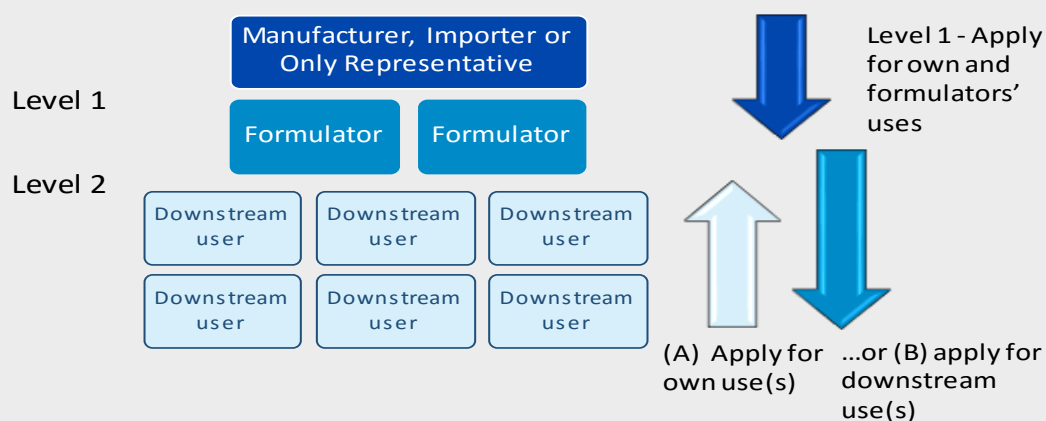 Manufacturer, Importer or
Only Representative
Level 1 - Apply
for own and
formulators'
uses
Level 1
Formulator
Formulator
Level 2
Downstream
user
Downstream
user
Downstream
user
Downstream
user
Downstream
user
Downstream
user
(A) Apply for
own use(s)
...or (B) apply for
downstream
use(s)